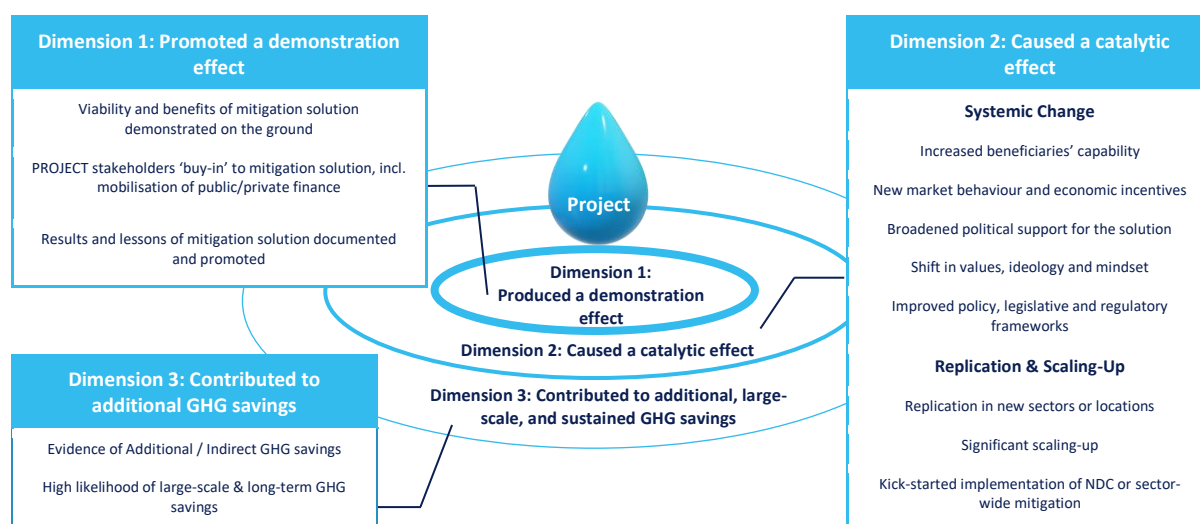 Dimension 1: Promoted a demonstration
effect
Viability and benefits of mitigation solution
demonstrated on the ground
PROJECT stakeholders ‘buy-in’ to mitigation solution, incl.
mobilisation of public/private finance
Results and lessons of mitigation solution documented
and promoted
Project
Dimension 1:
Produced a demonstration
effect
Dimension 2: Caused a catalytic effect
Dimension 3: Contributed to additional, large-
scale, and sustained GHG savings
Dimension 3: Contributed to
additional GHG savings
Evidence of Additional / Indirect GHG savings
High likelihood of large-scale & long-term GHG
savings
Dimension 2: Caused a catalytic
effect
Systemic Change
Increased beneficiaries’ capability
New market behaviour and economic incentives
Broadened political support for the solution
Shift in values, ideology and mindset
Improved policy, legislative and regulatory
frameworks
Replication & Scaling-Up
Replication in new sectors or locations
Significant scaling-up
Kick-started implementation of NDC or sector-
wide mitigation